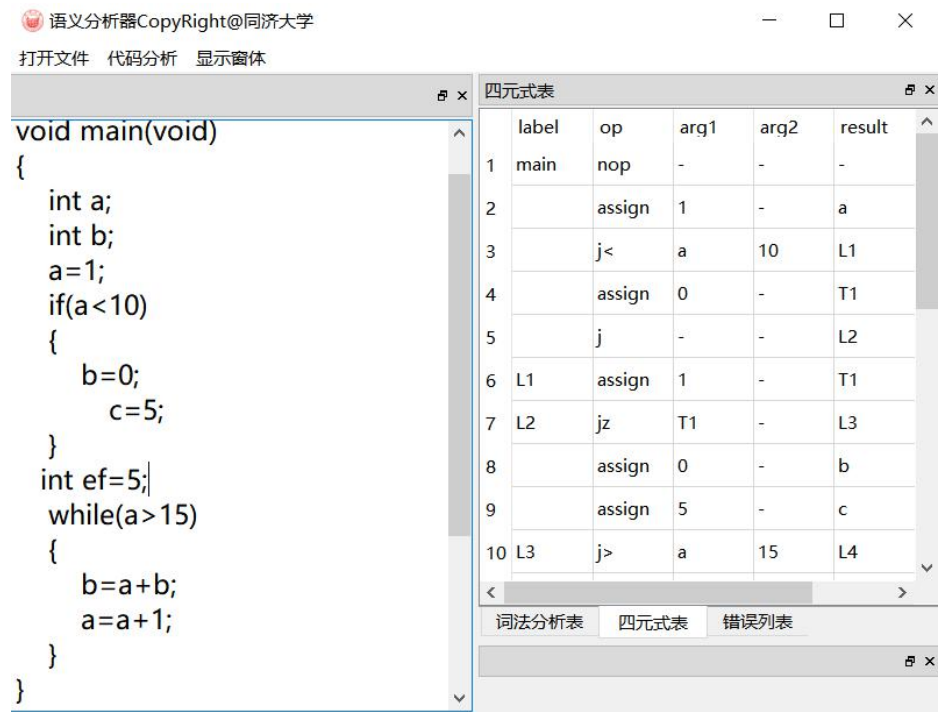 语义分析器CopyRight@同济大学
打开文件 代码分析 显示窗体
void main(void)
{
int a;
int b;
a=1;
if(a<10)
{
b=0;
c=5;
}
int ef=5;
while(a>15)
{
b=a+b;
a=a+1;
}
}
四元式表
label op arg1 arg2 result
1 main nop - - -
2 assign 1 - a
3 j< a 10 L1
4 assign 0 - T1
5 j - - L2
6 L1 assign 1 - T1
7 L2 jz T1 - L3
8 assign 0 - b
9 assign 5 - c
10 L3 j> a 15 L4
词法分析表 四元式表 错误列表